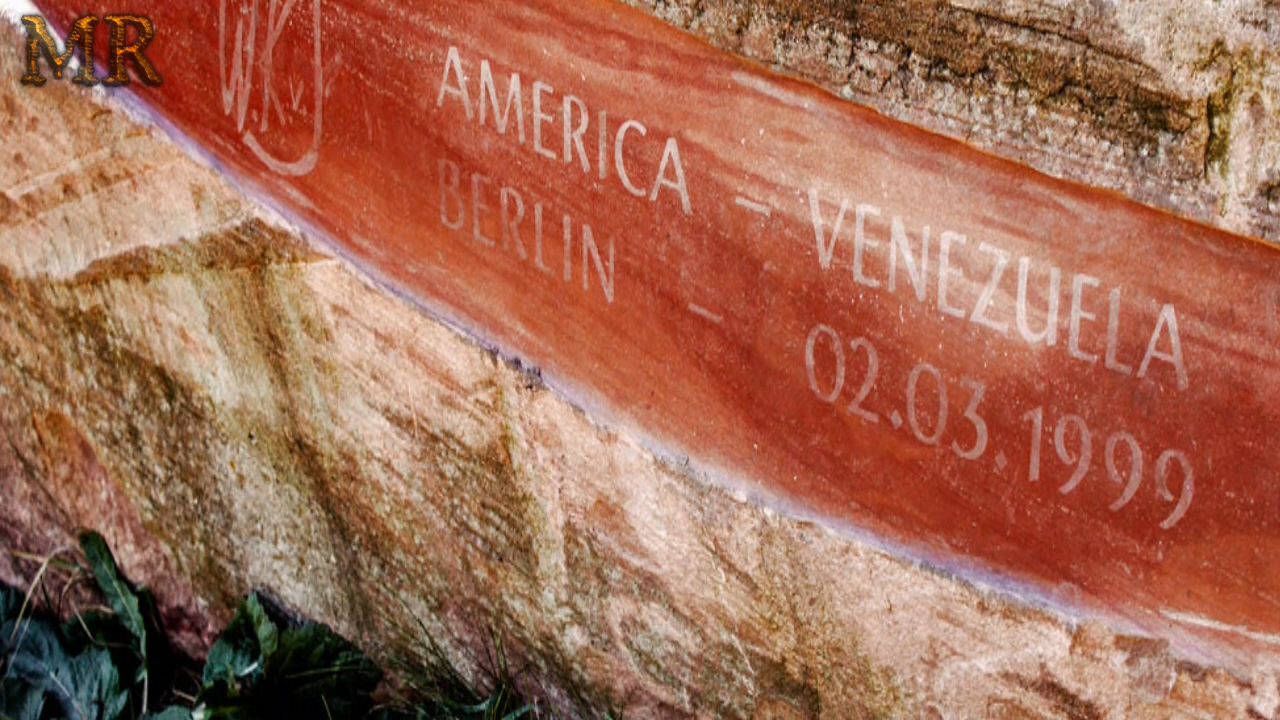 MR
W.K.v.
AMERICA – VENEZUELA
BERLIN – 02.03.1999